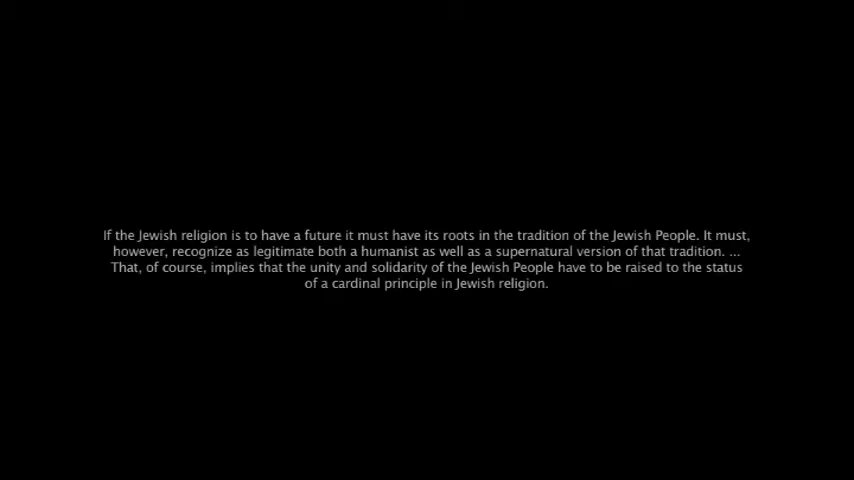 If the Jewish religion is to have a future it must have its roots in the tradition of the Jewish People. It must,
however, recognize as legitimate both a humanist as well as a supernatural version of that tradition. ...
That, of course, implies that the unity and solidarity of the Jewish People have to be raised to the status
of a cardinal principle in Jewish religion.